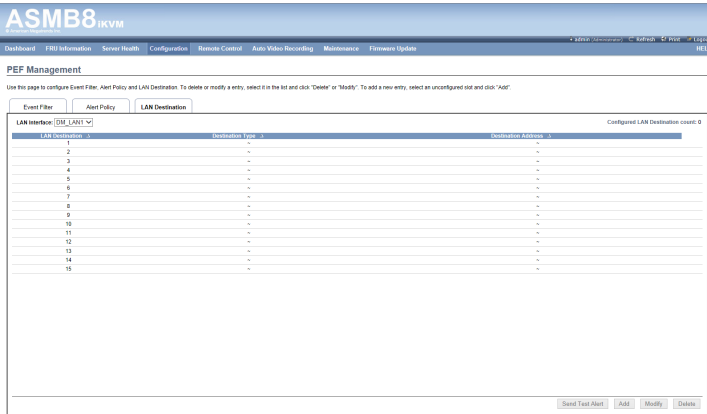 ASMB8 iKVM
admin (Administrator) Refresh Print Logout
Dashboard FRU Information Server Health Configuration Remote Control Auto Video Recording Maintenance Firmware Update HEL
PEF Management
Use this page to configure Event Filter, Alert Policy and LAN Destination. To delete or modify a entry, select it in the list and click "Delete" or "Modify". To add a new entry, select an unconfigured slot and click "Add".
Event Filter Alert Policy LAN Destination
LAN Interface: DM_LAN1 Configured LAN Destination count: 0
LAN Destination Destination Type Destination Address
1 ~ ~
2 ~ ~
3 ~ ~
4 ~ ~
5 ~ ~
6 ~ ~
7 ~ ~
8 ~ ~
9 ~ ~
10 ~ ~
11 ~ ~
12 ~ ~
13 ~ ~
14 ~ ~
15 ~ ~
Send Test Alert Add Modify Delete